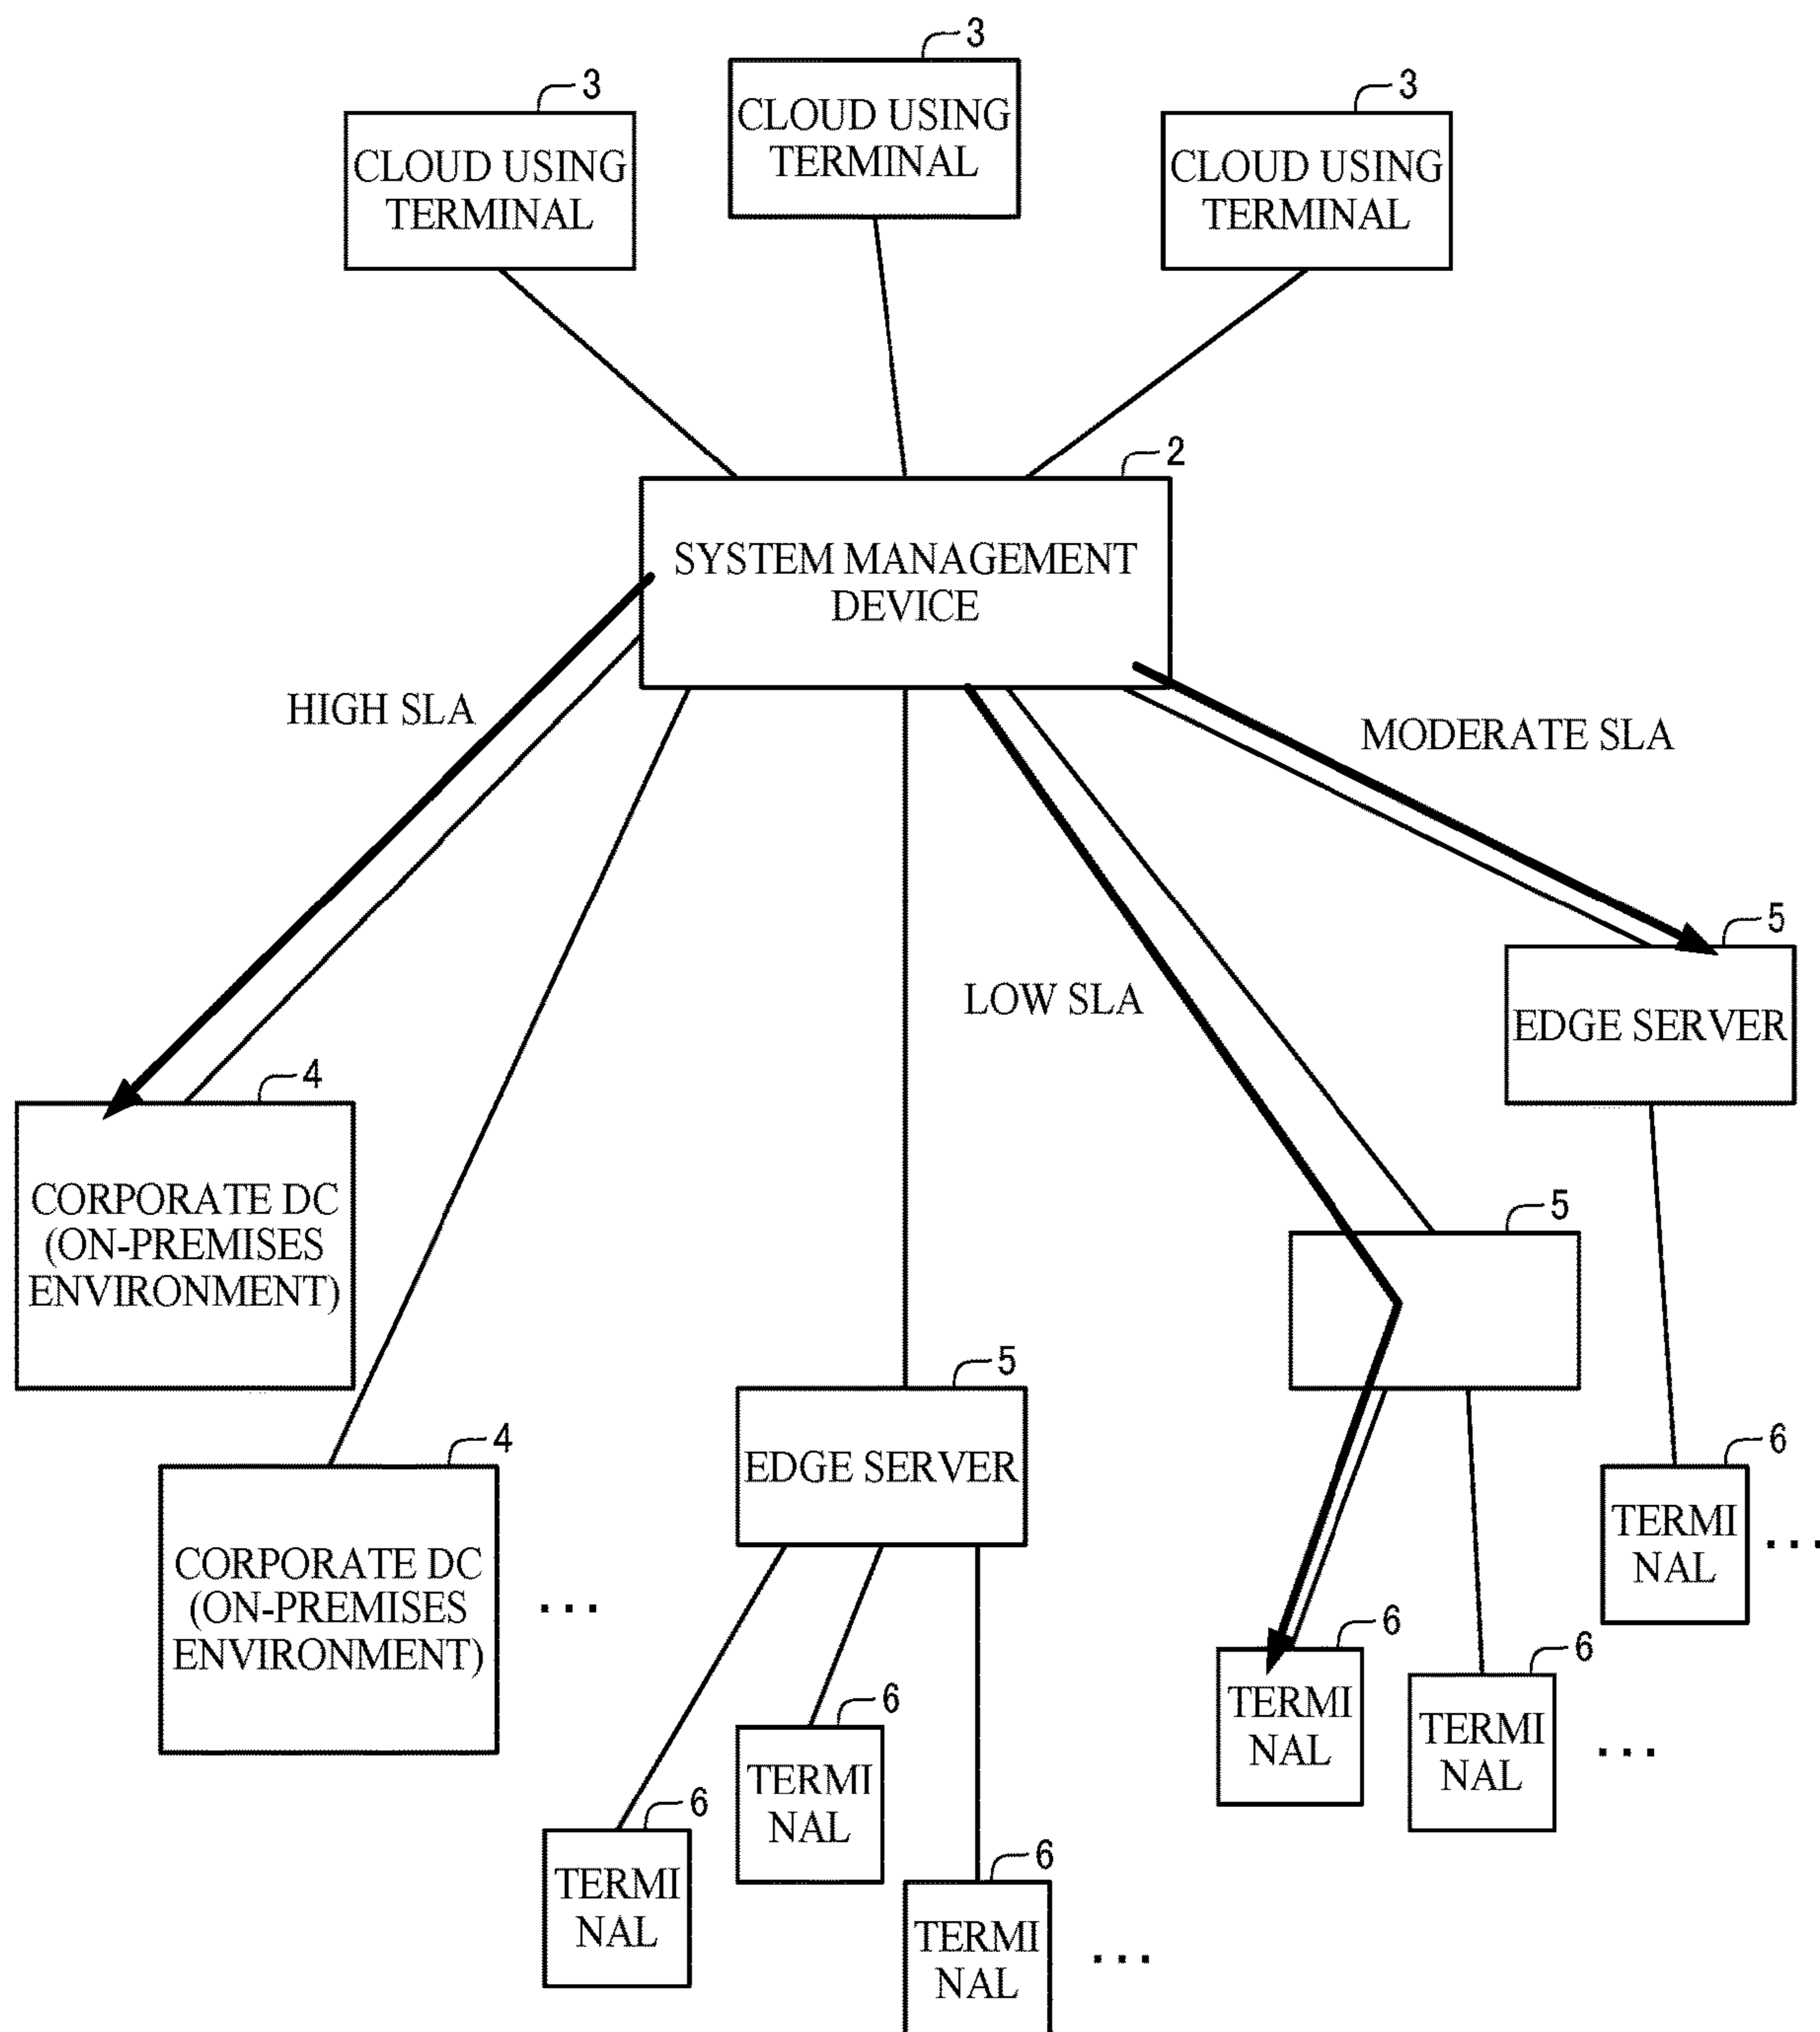 3
CLOUD USING
TERMINAL
3
CLOUD USING
TERMINAL
3
CLOUD USING
TERMINAL
2
SYSTEM MANAGEMENT
DEVICE
HIGH SLA
MODERATE SLA
LOW SLA
5
EDGE SERVER
4
CORPORATE DC
(ON-PREMISES
ENVIRONMENT)
5
5
EDGE SERVER
4
CORPORATE DC
(ON-PREMISES
ENVIRONMENT)
...
6
TERMI
NAL
...
6
TERMI
NAL
6
TERMI
NAL
...
6
TERMI
NAL
6
TERMI
NAL
6
TERMI
NAL
...